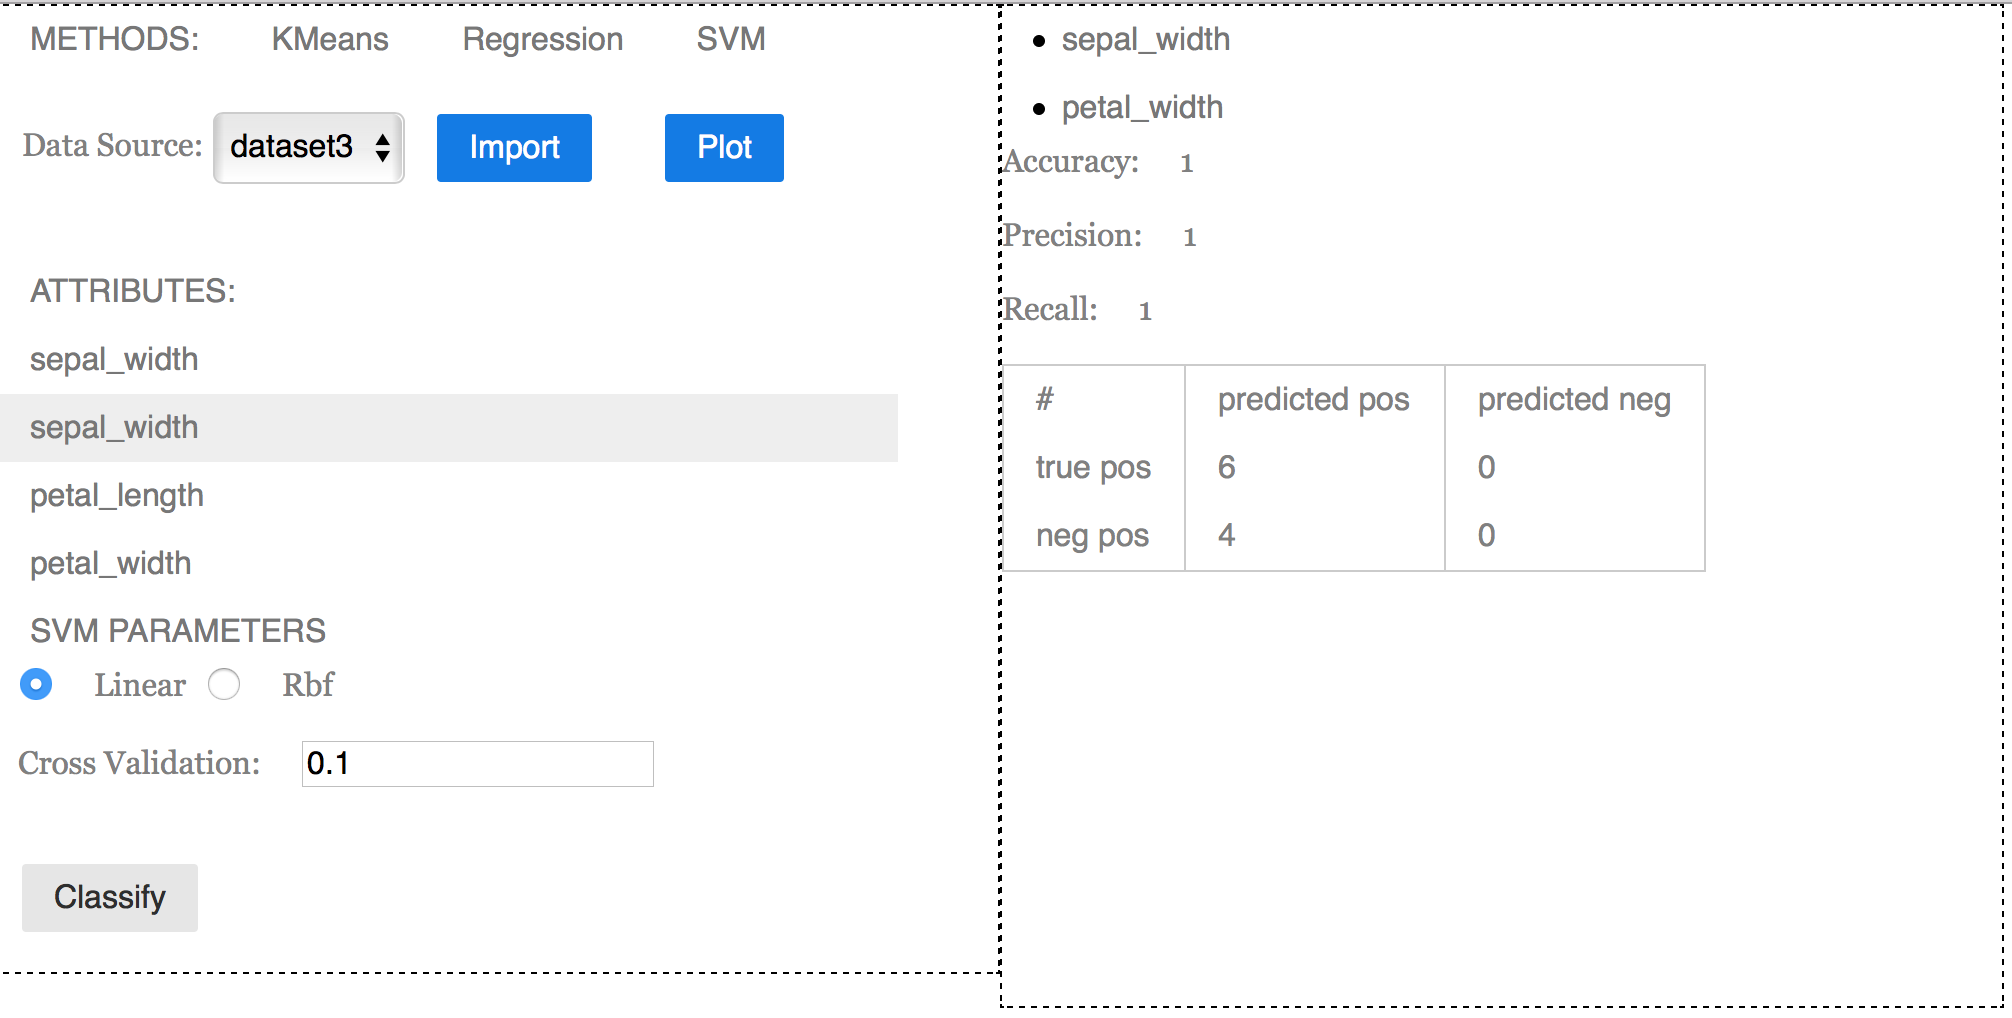 METHODS: KMeans Regression SVM
Data Source: dataset3 Import Plot
ATTRIBUTES:
sepal_width
sepal_width
petal_length
petal_width
SVM PARAMETERS
Linear Rbf
Cross Validation: 0.1
Classify
sepal_width
petal_width
Accuracy: 1
Precision: 1
Recall: 1
# predicted pos predicted neg
true pos 6 0
neg pos 4 0